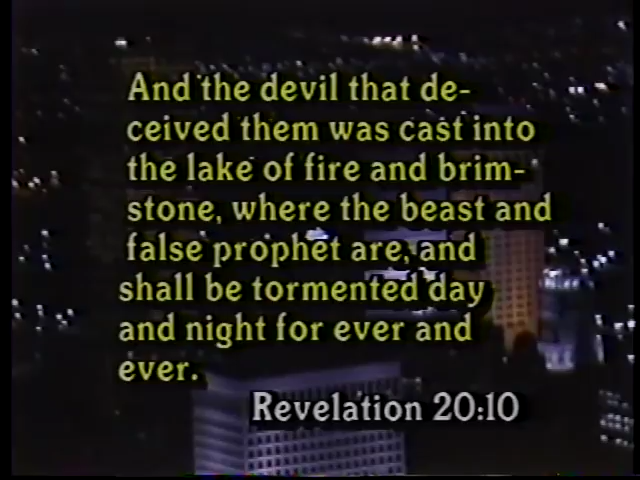 And the devil that de-
ceived them was cast into
the lake of fire and brim-
stone, where the beast and
false prophet are, and
shall be tormented day
and night for ever and
ever.
Revelation 20:10